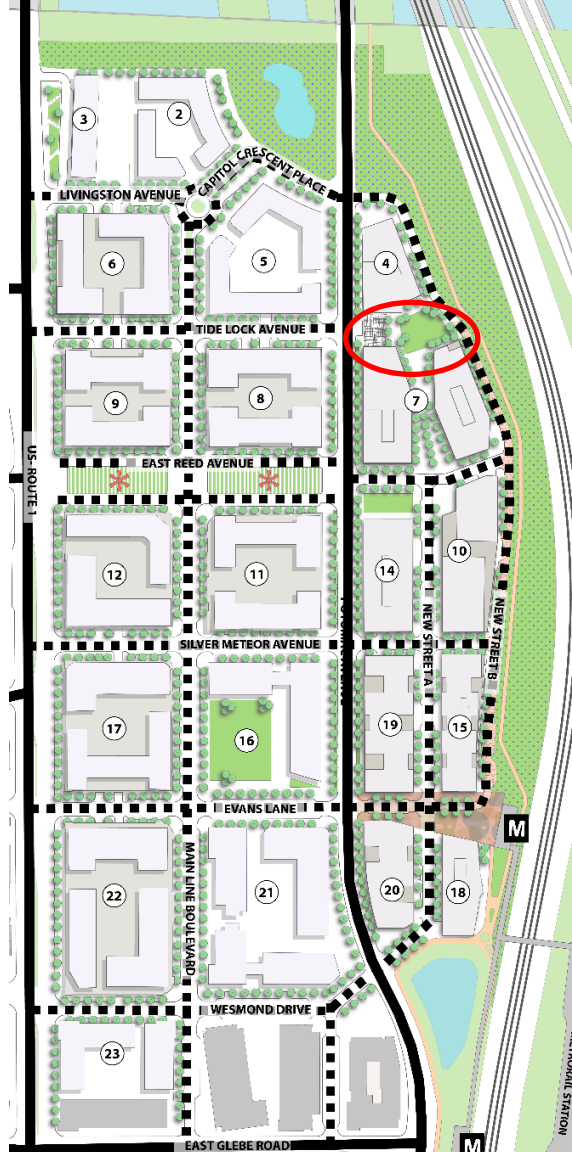 3
2
CAPITOL CRESCENT PLACE
LIVINGSTON AVENUE
6
5
4
TIDE LOCK AVENUE
9
8
7
EAST REED AVENUE
US- ROUTE 1
12
11
14
10
NEW STREET A
NEW STREET B
SILVER METEOR AVENUE
17
16
19
15
EVANS LANE
M
MAIN LINE BOULEVARD
22
21
20
18
WESMOND DRIVE
23
STATION
M
EAST GLEBE ROAD